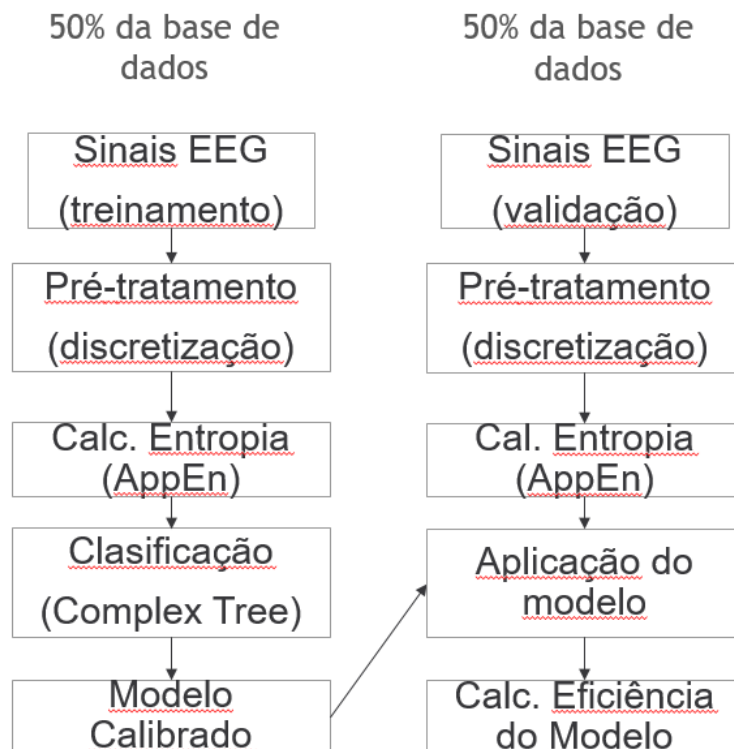 50% da base de
dados
Sinais EEG
(treinamento)
Pré-tratamento
(discretização)
Calc. Entropia
(AppEn)
Clasificação
(Complex Tree)
Modelo
Calibrado
50% da base de
dados
Sinais EEG
(validação)
Pré-tratamento
(discretização)
Cal. Entropia
(AppEn)
Aplicação do
modelo
Calc. Eficiência
do Modelo